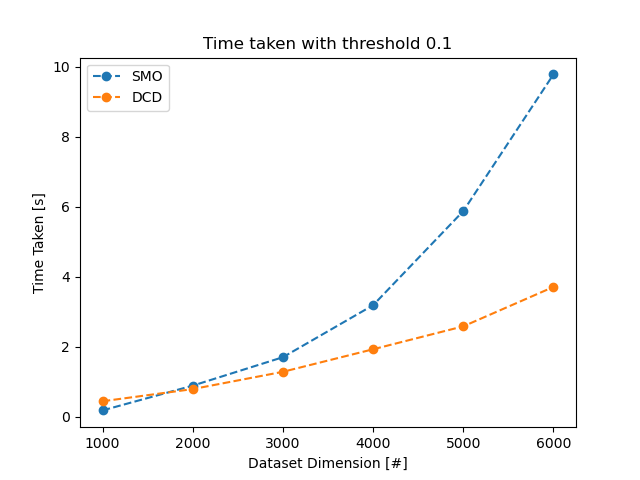 Time taken with threshold 0.1
SMO
DCD
Time Taken [s]
10
8
6
4
2
0
1000 2000 3000 4000 5000 6000
Dataset Dimension [#]